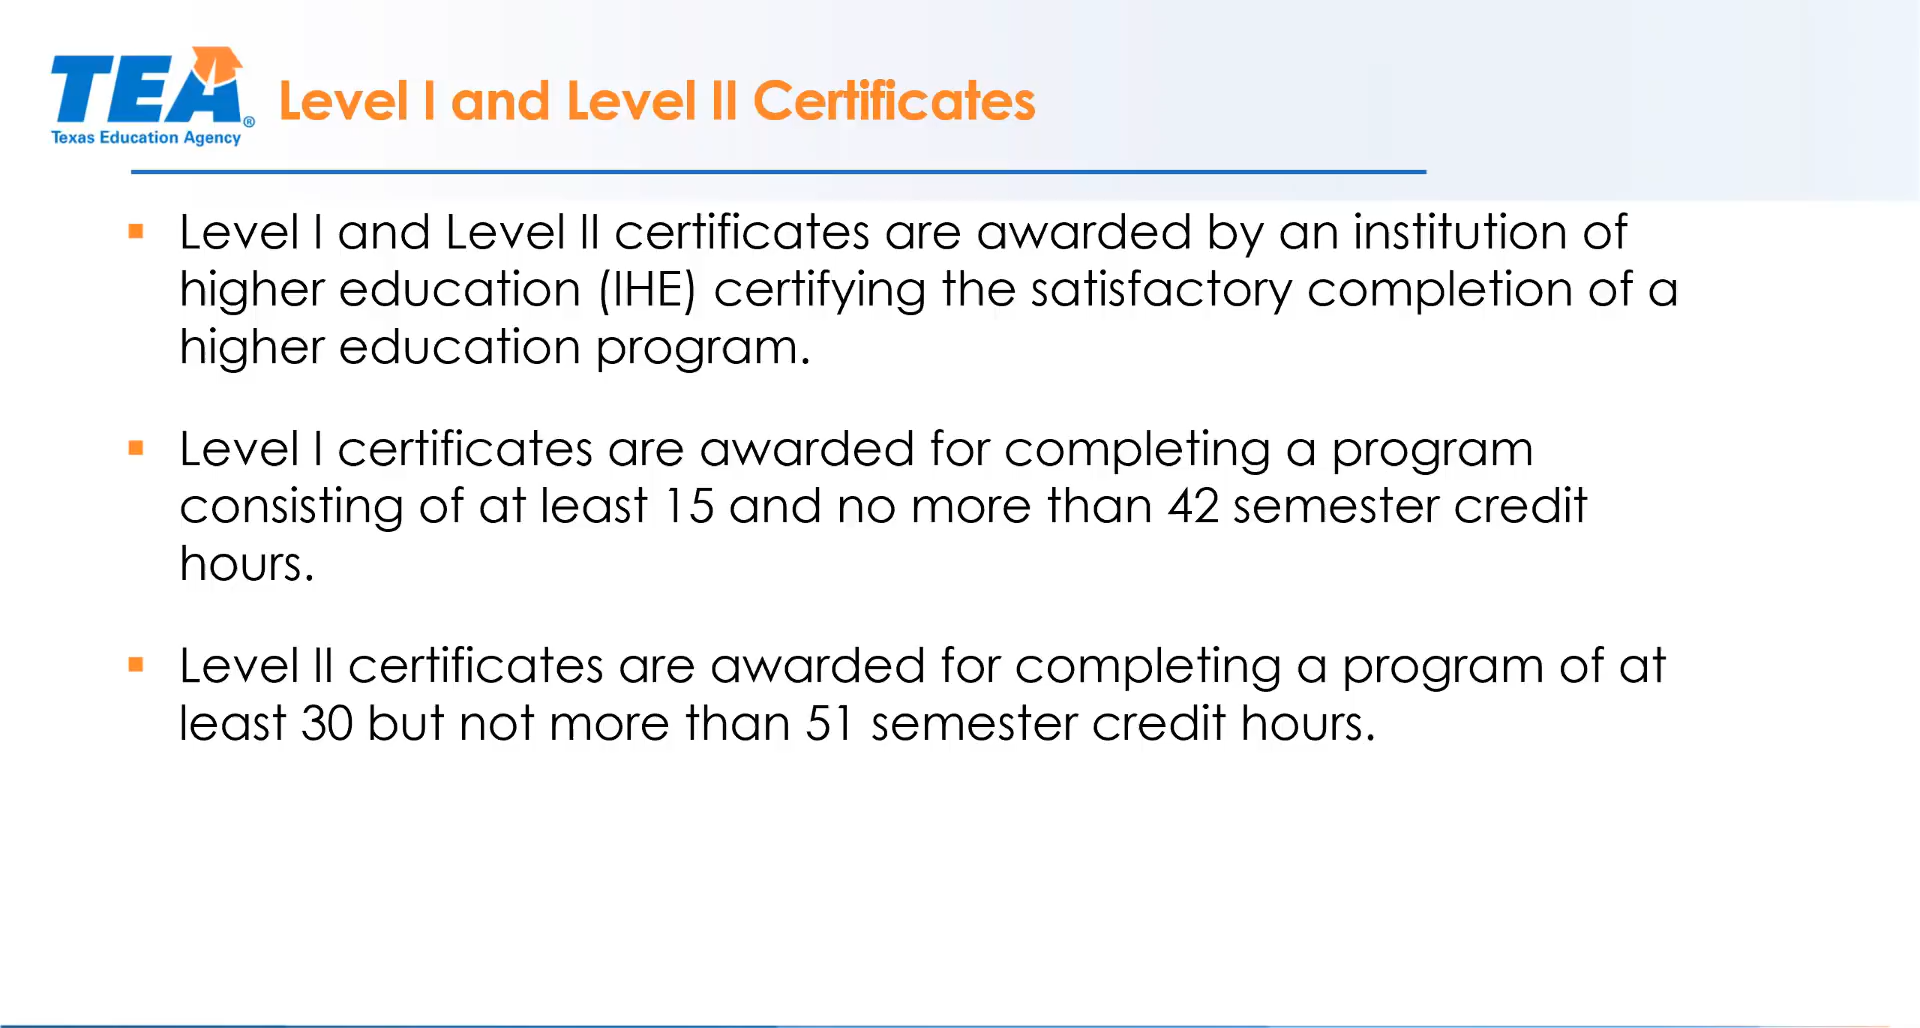 TEA®
Texas Education Agency
Level I and Level II Certificates
▪ Level I and Level II certificates are awarded by an institution of
higher education (IHE) certifying the satisfactory completion of a
higher education program.
▪ Level I certificates are awarded for completing a program
consisting of at least 15 and no more than 42 semester credit
hours.
▪ Level II certificates are awarded for completing a program of at
least 30 but not more than 51 semester credit hours.